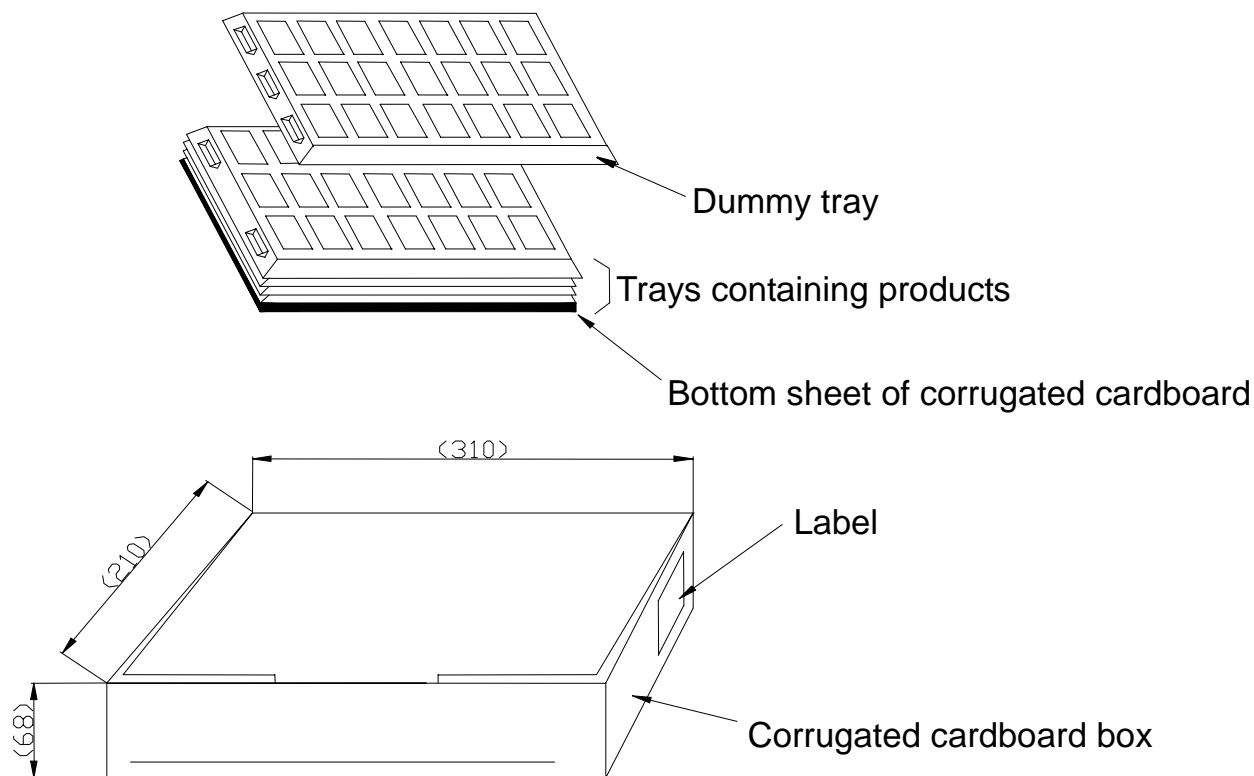 Dummy tray
Trays containing products
Bottom sheet of corrugated cardboard
(310)
Label
(210)
(68)
Corrugated cardboard box